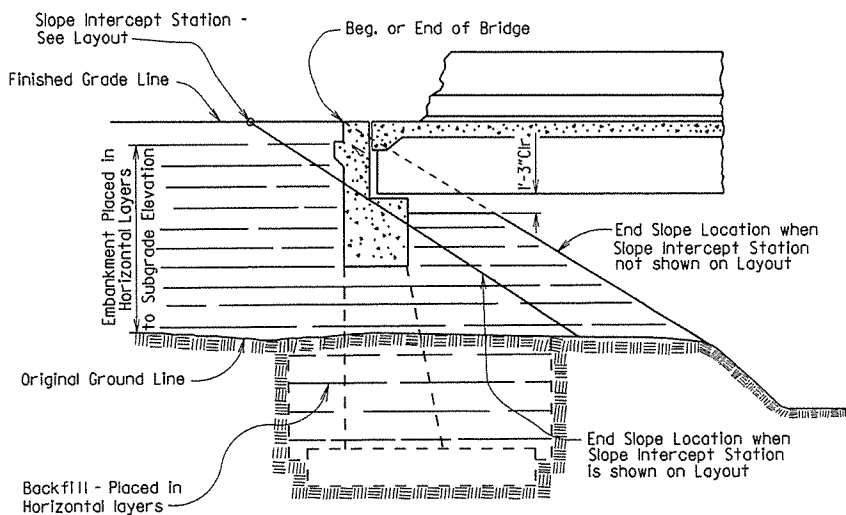 Slope Intercept Station -
See Layout
Beg. or End of Bridge
Finished Grade Line
1'-3"Clr.
Embankment Placed in
Horizontal Layers
to Subgrade Elevation
End Slope Location when
Slope Intercept Station
not shown on Layout
Original Ground Line
End Slope Location when
Slope Intercept Station
is shown on Layout
Backfill - Placed in
Horizontal layers